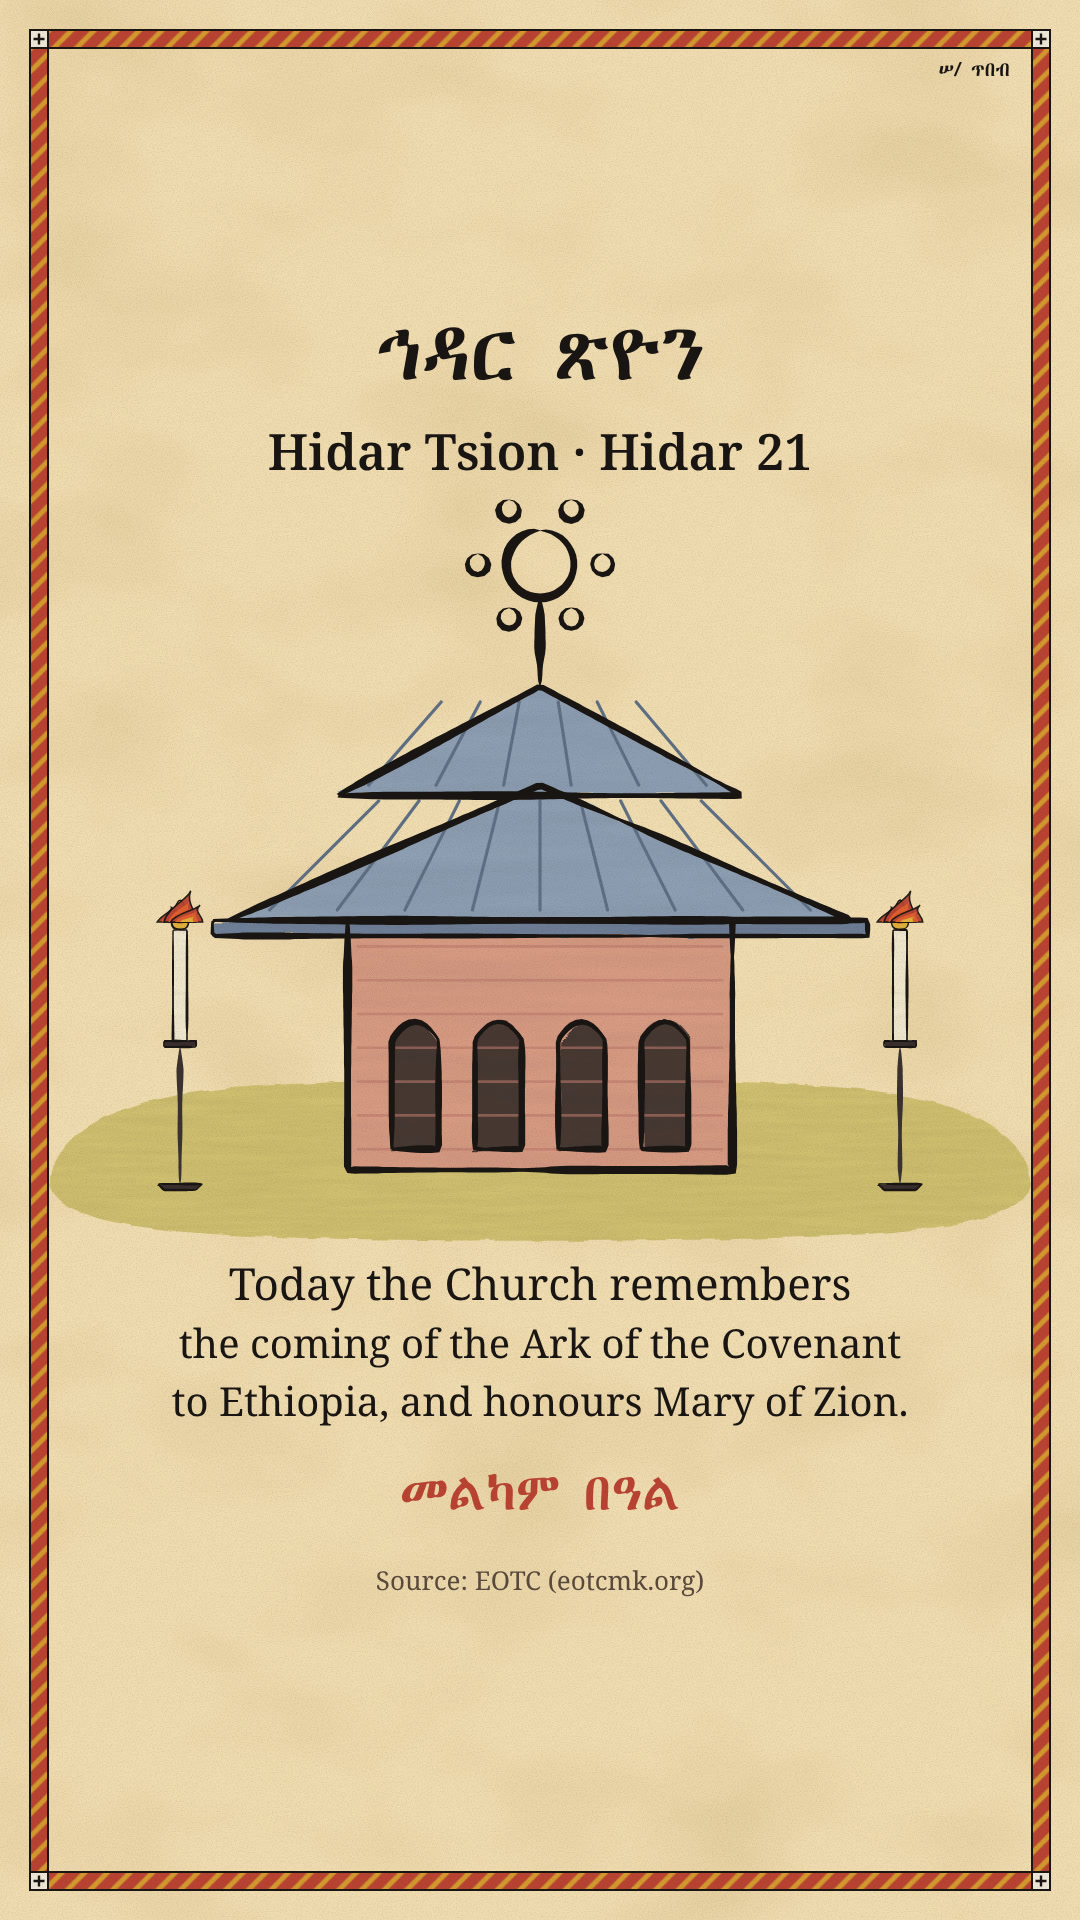 ሠ/ ጥበብ
ኅዳር ጽዮን
Hidar Tsion · Hidar 21
Today the Church remembers
the coming of the Ark of the Covenant
to Ethiopia, and honours Mary of Zion.
መልካም በዓል
Source: EOTC (eotcmk.org)